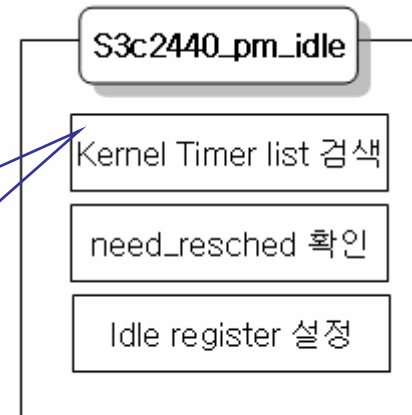 S3c2440_pm_idle
Kernel Timer list 검색
need_resched 확인
Idle register 설정